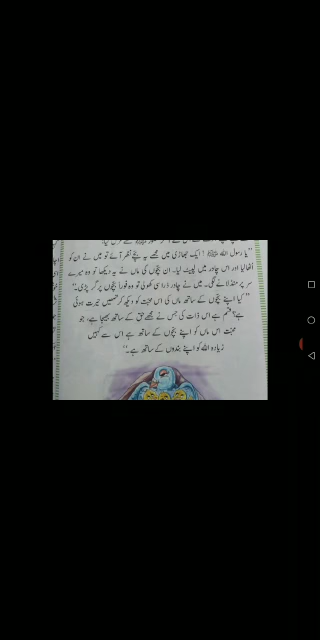 "یا رسول اللہ ﷺ! ایک جھاڑی میں مجھے یہ بچے نظر آئے تو میں نے ان کو
اٹھالیا اور اس چادر میں لپیٹ لیا۔ ان بچوں کی ماں نے یہ دیکھا تو وہ میرے
سر پر منڈلانے لگی۔ میں نے چادر ذرا سی کھولی تو وہ فوراً بچوں پر گر پڑی۔"
"کیا اپنے بچوں کے ساتھ ماں کی اس محبت کو دیکھ کر تمھیں حیرت ہوئی
ہے؟ قسم ہے اس ذات کی جس نے مجھے حق کے ساتھ بھیجا ہے، جو
محبت اس ماں کو اپنے بچوں کے ساتھ ہے اس سے کہیں
زیادہ اللہ کو اپنے بندوں کے ساتھ ہے۔"